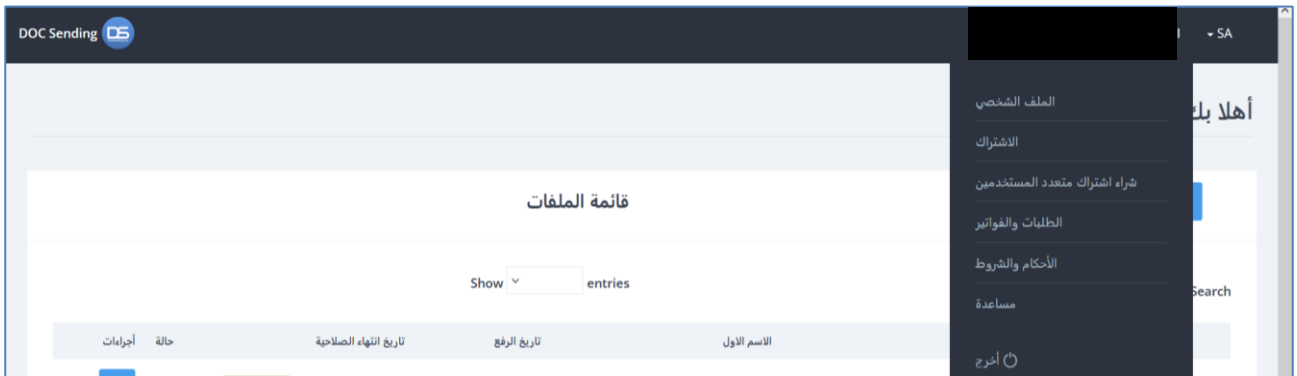 DOC Sending DS
SA
أهلا بك
الملف الشخصي
الاشتراك
شراء اشتراك متعدد المستخدمين
الطلبات والفواتير
الأحكام والشروط
مساعدة
أخرج
قائمة الملفات
Show entries
Search
الاسم الاول تاريخ الرفع تاريخ انتهاء الصلاحية حالة أجراءات